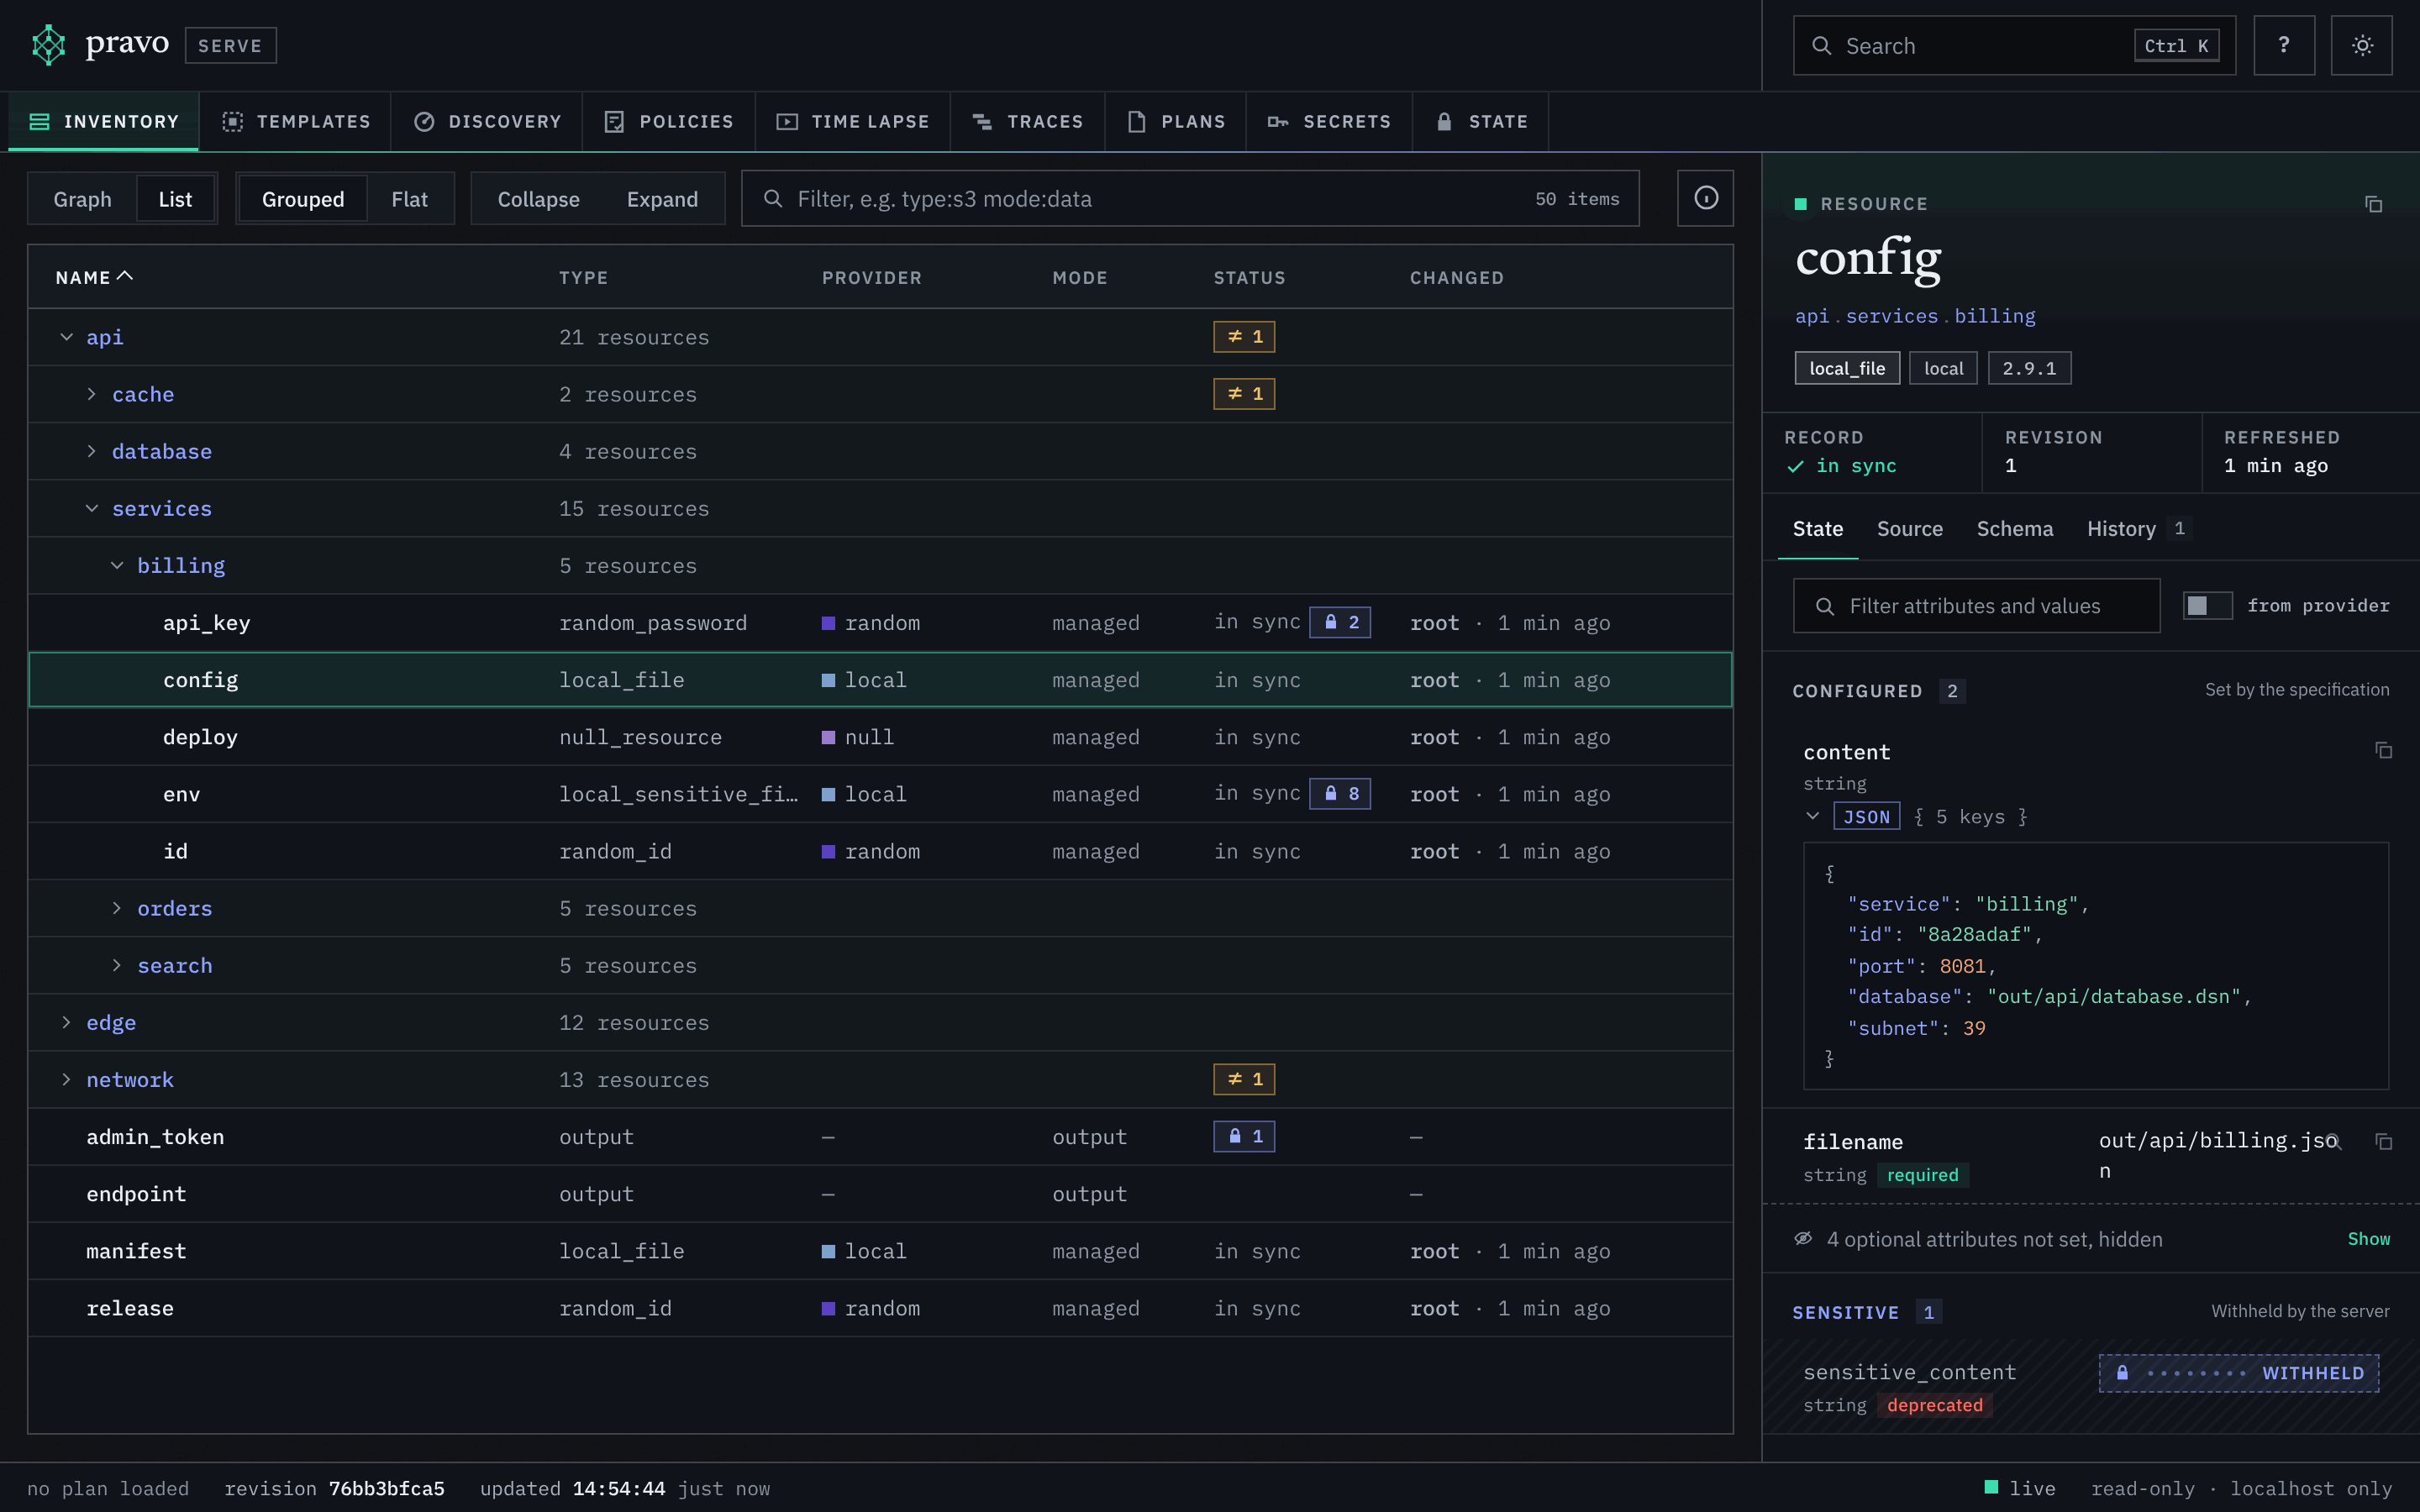 pravo SERVE
Search Ctrl K ?
INVENTORY TEMPLATES DISCOVERY POLICIES TIME LAPSE TRACES PLANS SECRETS STATE
Graph List Grouped Flat Collapse Expand Filter, e.g. type:s3 mode:data 50 items
NAME TYPE PROVIDER MODE STATUS CHANGED
api 21 resources ≠ 1
cache 2 resources ≠ 1
database 4 resources
services 15 resources
billing 5 resources
api_key random_password random managed in sync 2 root · 1 min ago
config local_file local managed in sync root · 1 min ago
deploy null_resource null managed in sync root · 1 min ago
env local_sensitive_fi… local managed in sync 8 root · 1 min ago
id random_id random managed in sync root · 1 min ago
orders 5 resources
search 5 resources
edge 12 resources
network 13 resources ≠ 1
admin_token output — output 1 —
endpoint output — output —
manifest local_file local managed in sync root · 1 min ago
release random_id random managed in sync root · 1 min ago
RESOURCE
config
api.services.billing
local_file local 2.9.1
RECORD REVISION REFRESHED
in sync 1 1 min ago
State Source Schema History 1
Filter attributes and values from provider
CONFIGURED 2 Set by the specification
content
string
JSON { 5 keys }
{
"service": "billing",
"id": "8a28adaf",
"port": 8081,
"database": "out/api/database.dsn",
"subnet": 39
}
filename out/api/billing.jso
n
string required
4 optional attributes not set, hidden Show
SENSITIVE 1 Withheld by the server
sensitive_content •••••••• WITHHELD
string deprecated
no plan loaded revision 76bb3bfca5 updated 14:54:44 just now
live read-only · localhost only